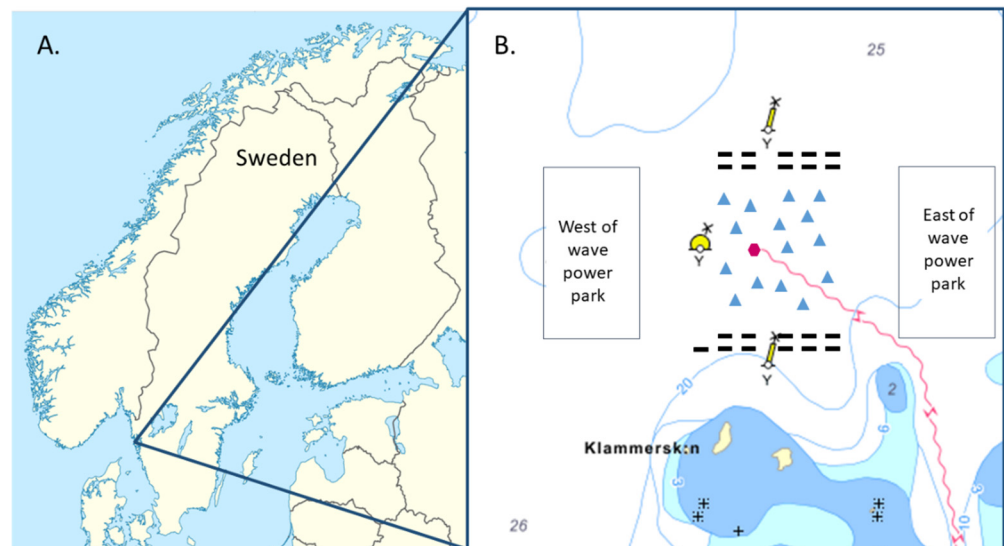 A.
Sweden
B.
25
Y
West of
wave
power
park
East of
wave
power
park
Y
Y
20
2
6
Klammersk:n
3
3
10
26